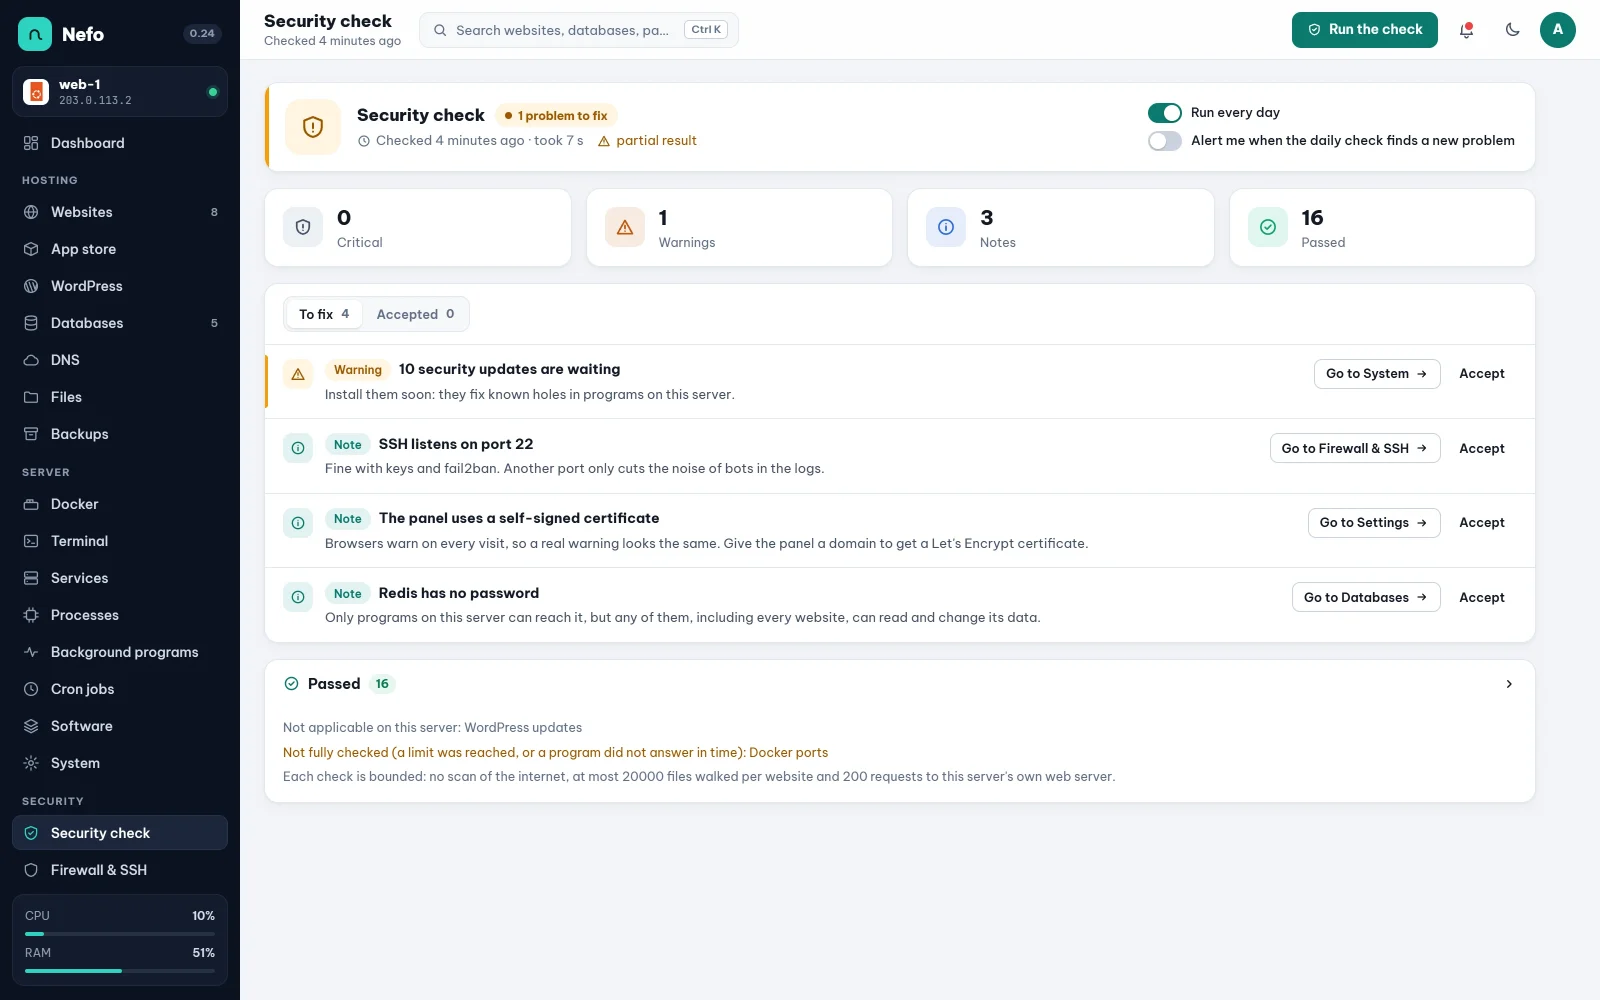 Nefo
0.24
web-1
203.0.113.2
Dashboard
HOSTING
Websites 8
App store
WordPress
Databases 5
DNS
Files
Backups
SERVER
Docker
Terminal
Services
Processes
Background programs
Cron jobs
Software
System
SECURITY
Security check
Firewall & SSH
CPU 10%
RAM 51%
Security check
Checked 4 minutes ago
Search websites, databases, pa... Ctrl K
Run the check
A
Security check 1 problem to fix
Checked 4 minutes ago · took 7 s partial result
Run every day
Alert me when the daily check finds a new problem
0
Critical
1
Warnings
3
Notes
16
Passed
To fix 4 Accepted 0
Warning 10 security updates are waiting
Install them soon: they fix known holes in programs on this server.
Go to System → Accept
Note SSH listens on port 22
Fine with keys and fail2ban. Another port only cuts the noise of bots in the logs.
Go to Firewall & SSH → Accept
Note The panel uses a self-signed certificate
Browsers warn on every visit, so a real warning looks the same. Give the panel a domain to get a Let's Encrypt certificate.
Go to Settings → Accept
Note Redis has no password
Only programs on this server can reach it, but any of them, including every website, can read and change its data.
Go to Databases → Accept
Passed 16
Not applicable on this server: WordPress updates
Not fully checked (a limit was reached, or a program did not answer in time): Docker ports
Each check is bounded: no scan of the internet, at most 20000 files walked per website and 200 requests to this server's own web server.